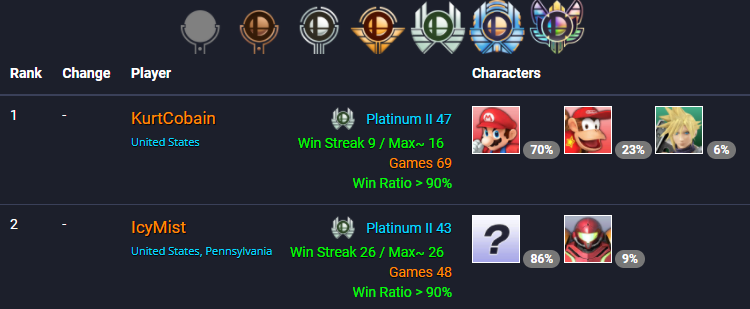 Rank Change Player Characters
1 - KurtCobain Platinum II 47
United States
Win Streak 9 / Max~ 16
Games 69
Win Ratio > 90%
70% 23% 6%
2 - IcyMist Platinum II 43
United States, Pennsylvania
Win Streak 26 / Max~ 26
Games 48
Win Ratio > 90%
? 86% 9%